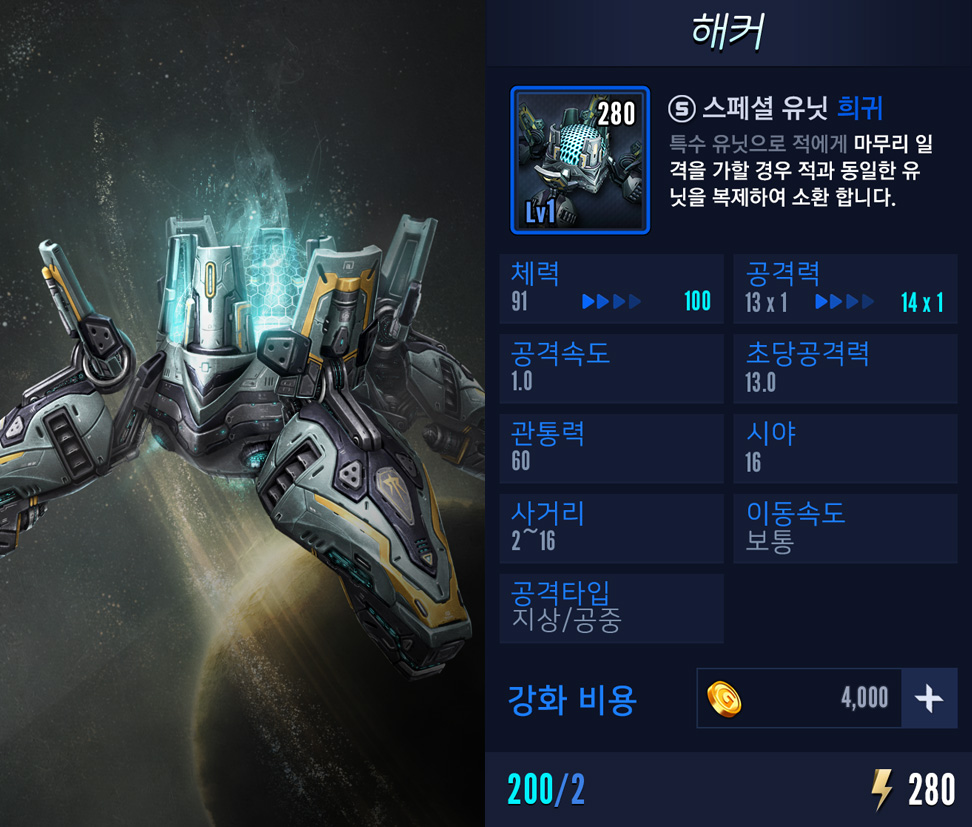 해커
280
Lv1
S 스페셜 유닛 희귀
특수 유닛으로 적에게 마무리 일
격을 가할 경우 적과 동일한 유
닛을 복제하여 소환 합니다.
체력
91 100
공격력
13 x 1 14 x 1
공격속도
1.0
초당공격력
13.0
관통력
60
시야
16
사거리
2~16
이동속도
보통
공격타입
지상/공중
강화 비용
4,000 +
200/2
280